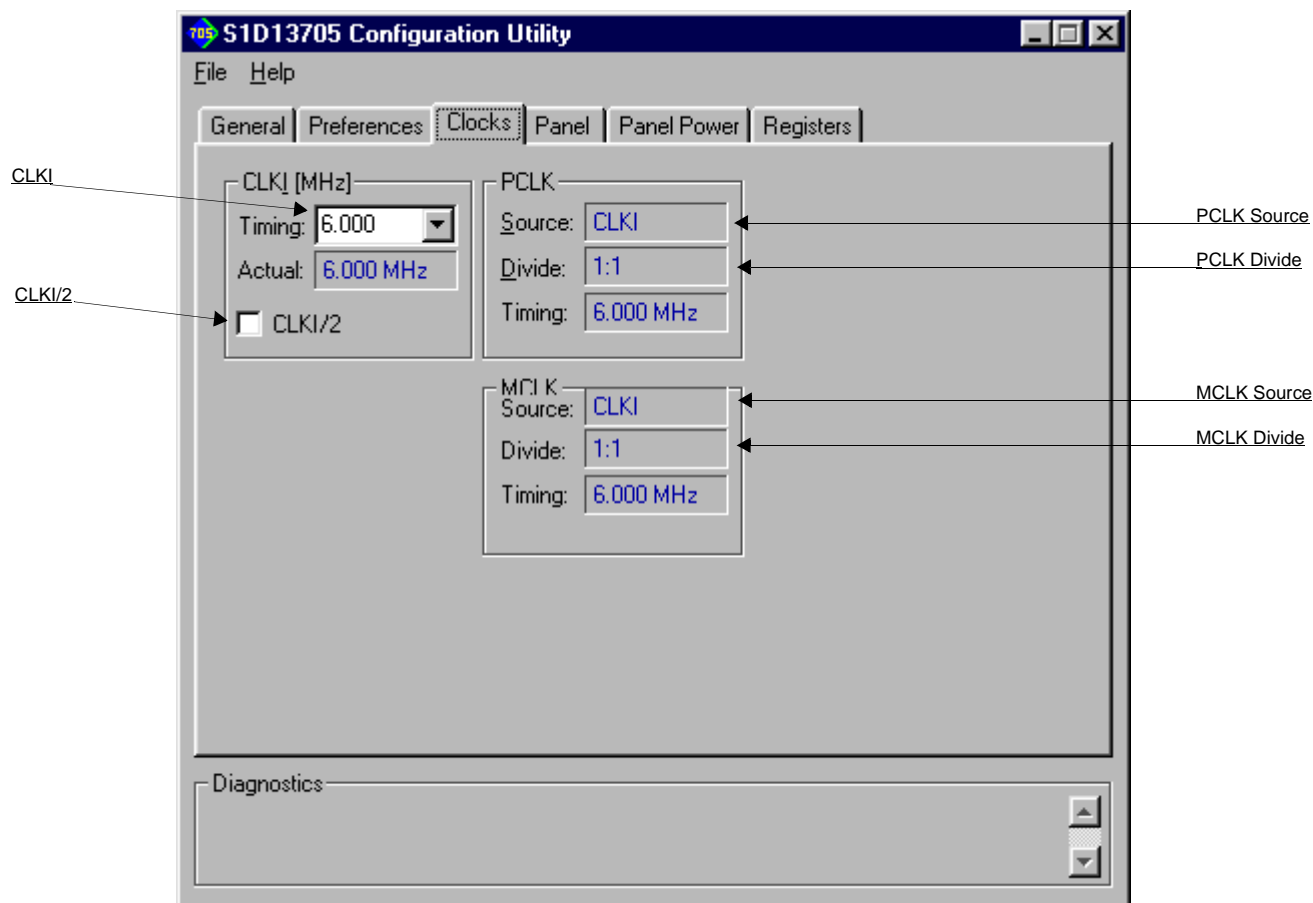 705 S1D13705 Configuration Utility
File Help
General Preferences Clocks Panel Panel Power Registers
CLKI
CLKI [MHz]
Timing: 6.000
Actual: 6.000 MHz
CLKI/2
CLKI/2
PCLK
Source: CLKI
Divide: 1:1
Timing: 6.000 MHz
PCLK Source
PCLK Divide
MCLK
Source: CLKI
Divide: 1:1
Timing: 6.000 MHz
MCLK Source
MCLK Divide
Diagnostics